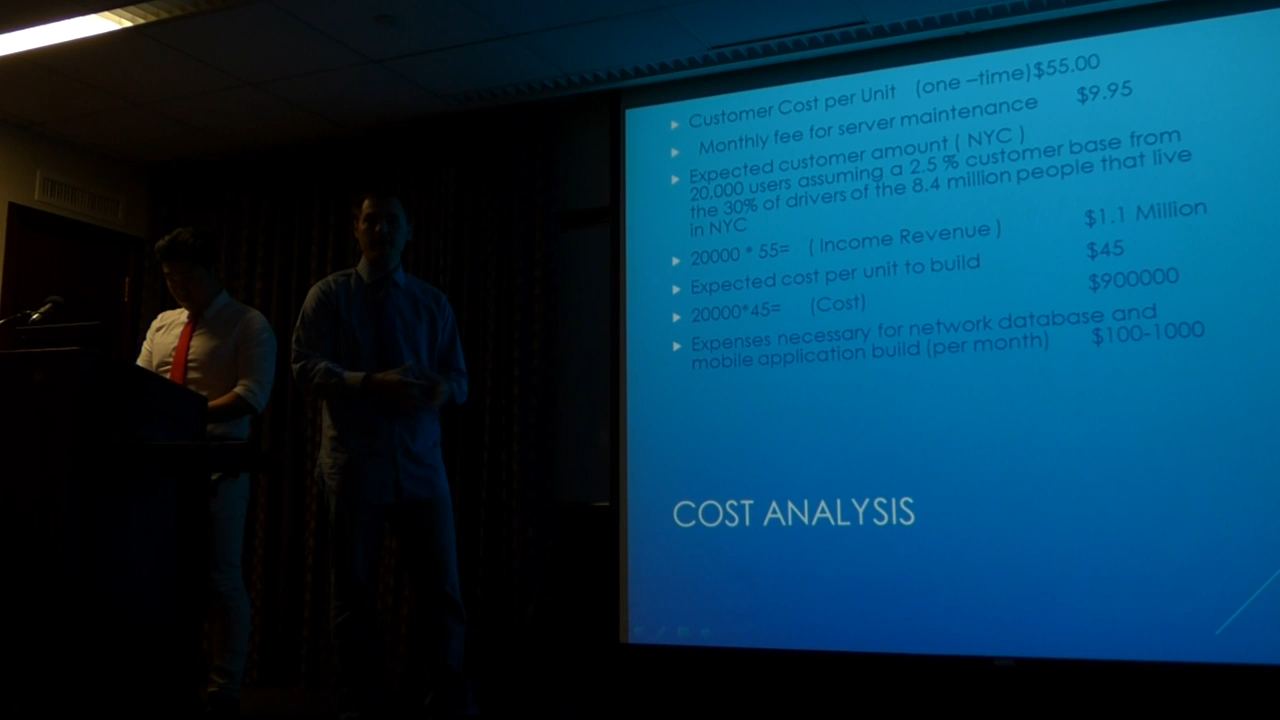 Customer Cost per Unit (one –time)$55.00
Monthly fee for server maintenance $9.95
Expected customer amount ( NYC )
20,000 users assuming a 2.5 % customer base from
the 30% of drivers of the 8.4 million people that live
in NYC
20000 * 55= ( Income Revenue ) $1.1 Million
Expected cost per unit to build $45
20000*45= (Cost) $900000
Expenses necessary for network database and
mobile application build (per month) $100-1000
COST ANALYSIS